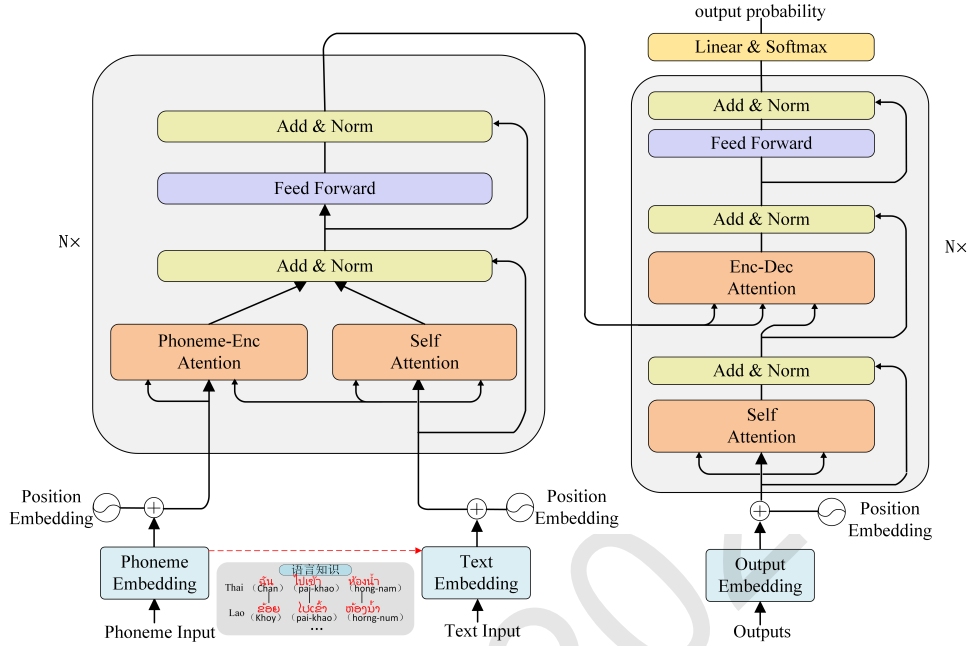 output probability
Linear & Softmax
Add & Norm
Feed Forward
Add & Norm
Enc-Dec
Attention
Add & Norm
Self
Attention
N×
Position
Embedding
Output
Embedding
Outputs
Add & Norm
Feed Forward
Add & Norm
Phoneme-Enc
Atention
Self
Attention
N×
Position
Embedding
Position
Embedding
Phoneme
Embedding
Text
Embedding
Phoneme Input
Text Input
语言知识
ฉัน ไปเข้า ห้องน้ำ
Thai (Chan) (pai-khao) (hong-nam)
ຂ່ອຍ ໄປເຂົ້າ ຫ້ອງນ້ຳ
Lao (Khoy) (pai-khao) (horng-num)
...